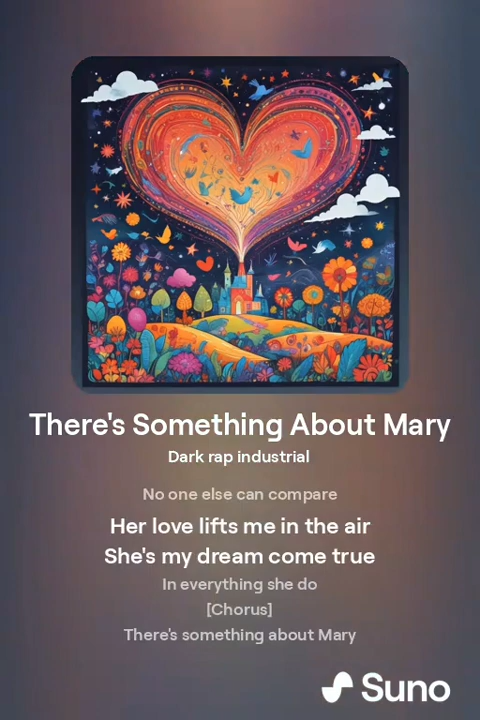 There's Something About Mary
Dark rap industrial
No one else can compare
Her love lifts me in the air
She's my dream come true
In everything she do
[Chorus]
There's something about Mary
Suno